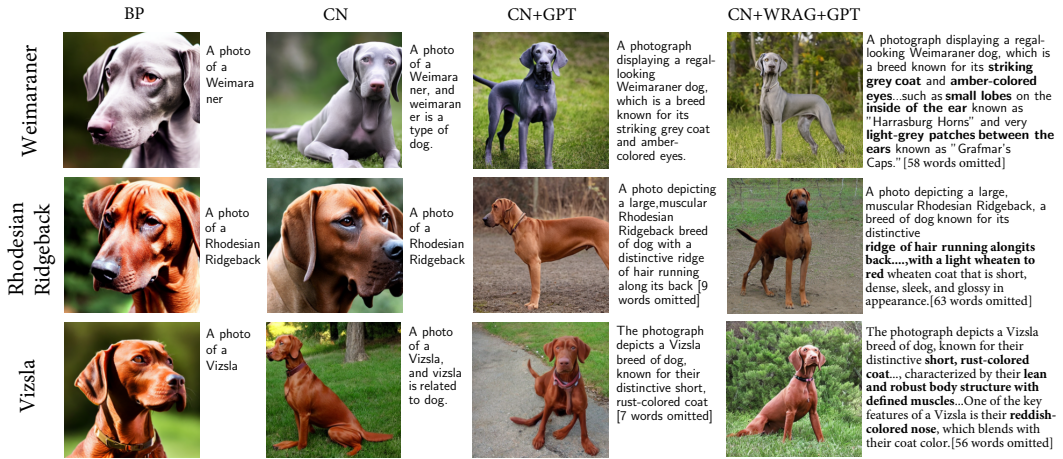 BP
CN
CN+GPT
CN+WRAG+GPT
Weimaraner
A photo
of a
Weimara
ner
A photo
of a
Weimara
ner, and
weimaran
er is a
type of
dog.
A photograph
displaying a regal-
looking
Weimaraner dog,
which is a breed
known for its
striking grey coat
and amber-
colored eyes.
A photograph displaying a regal-
looking Weimaraner dog, which is
a breed known for its striking
grey coat and amber-colored
eyes...such as small lobes on the
inside of the ear known as
"Harrasburg Horns" and very
light-grey patches between the
ears known as "Grafmar's
Caps." [58 words omitted]
Rhodesian
Ridgeback
A photo
of a
Rhodesian
Ridgeback
A photo
of a
Rhodesian
Ridgeback
A photo depicting
a large,muscular
Rhodesian
Ridgeback breed
of dog with a
distinctive ridge
of hair running
along its back [9
words omitted]
A photo depicting a large,
muscular Rhodesian Ridgeback, a
breed of dog known for its
distinctive
ridge of hair running alongits
back....,with a light wheaten to
red wheaten coat that is short,
dense, sleek, and glossy in
appearance.[63 words omitted]
Vizsla
A photo
of a
Vizsla
A photo
of a
Vizsla,
and vizsla
is related
to dog.
The photograph
depicts a Vizsla
breed of dog,
known for their
distinctive short,
rust-colored coat
[7 words omitted]
The photograph depicts a Vizsla
breed of dog, known for their
distinctive short, rust-colored
coat..., characterized by their lean
and robust body structure with
defined muscles...One of the key
features of a Vizsla is their reddish-
colored nose, which blends with
their coat color.[56 words omitted]